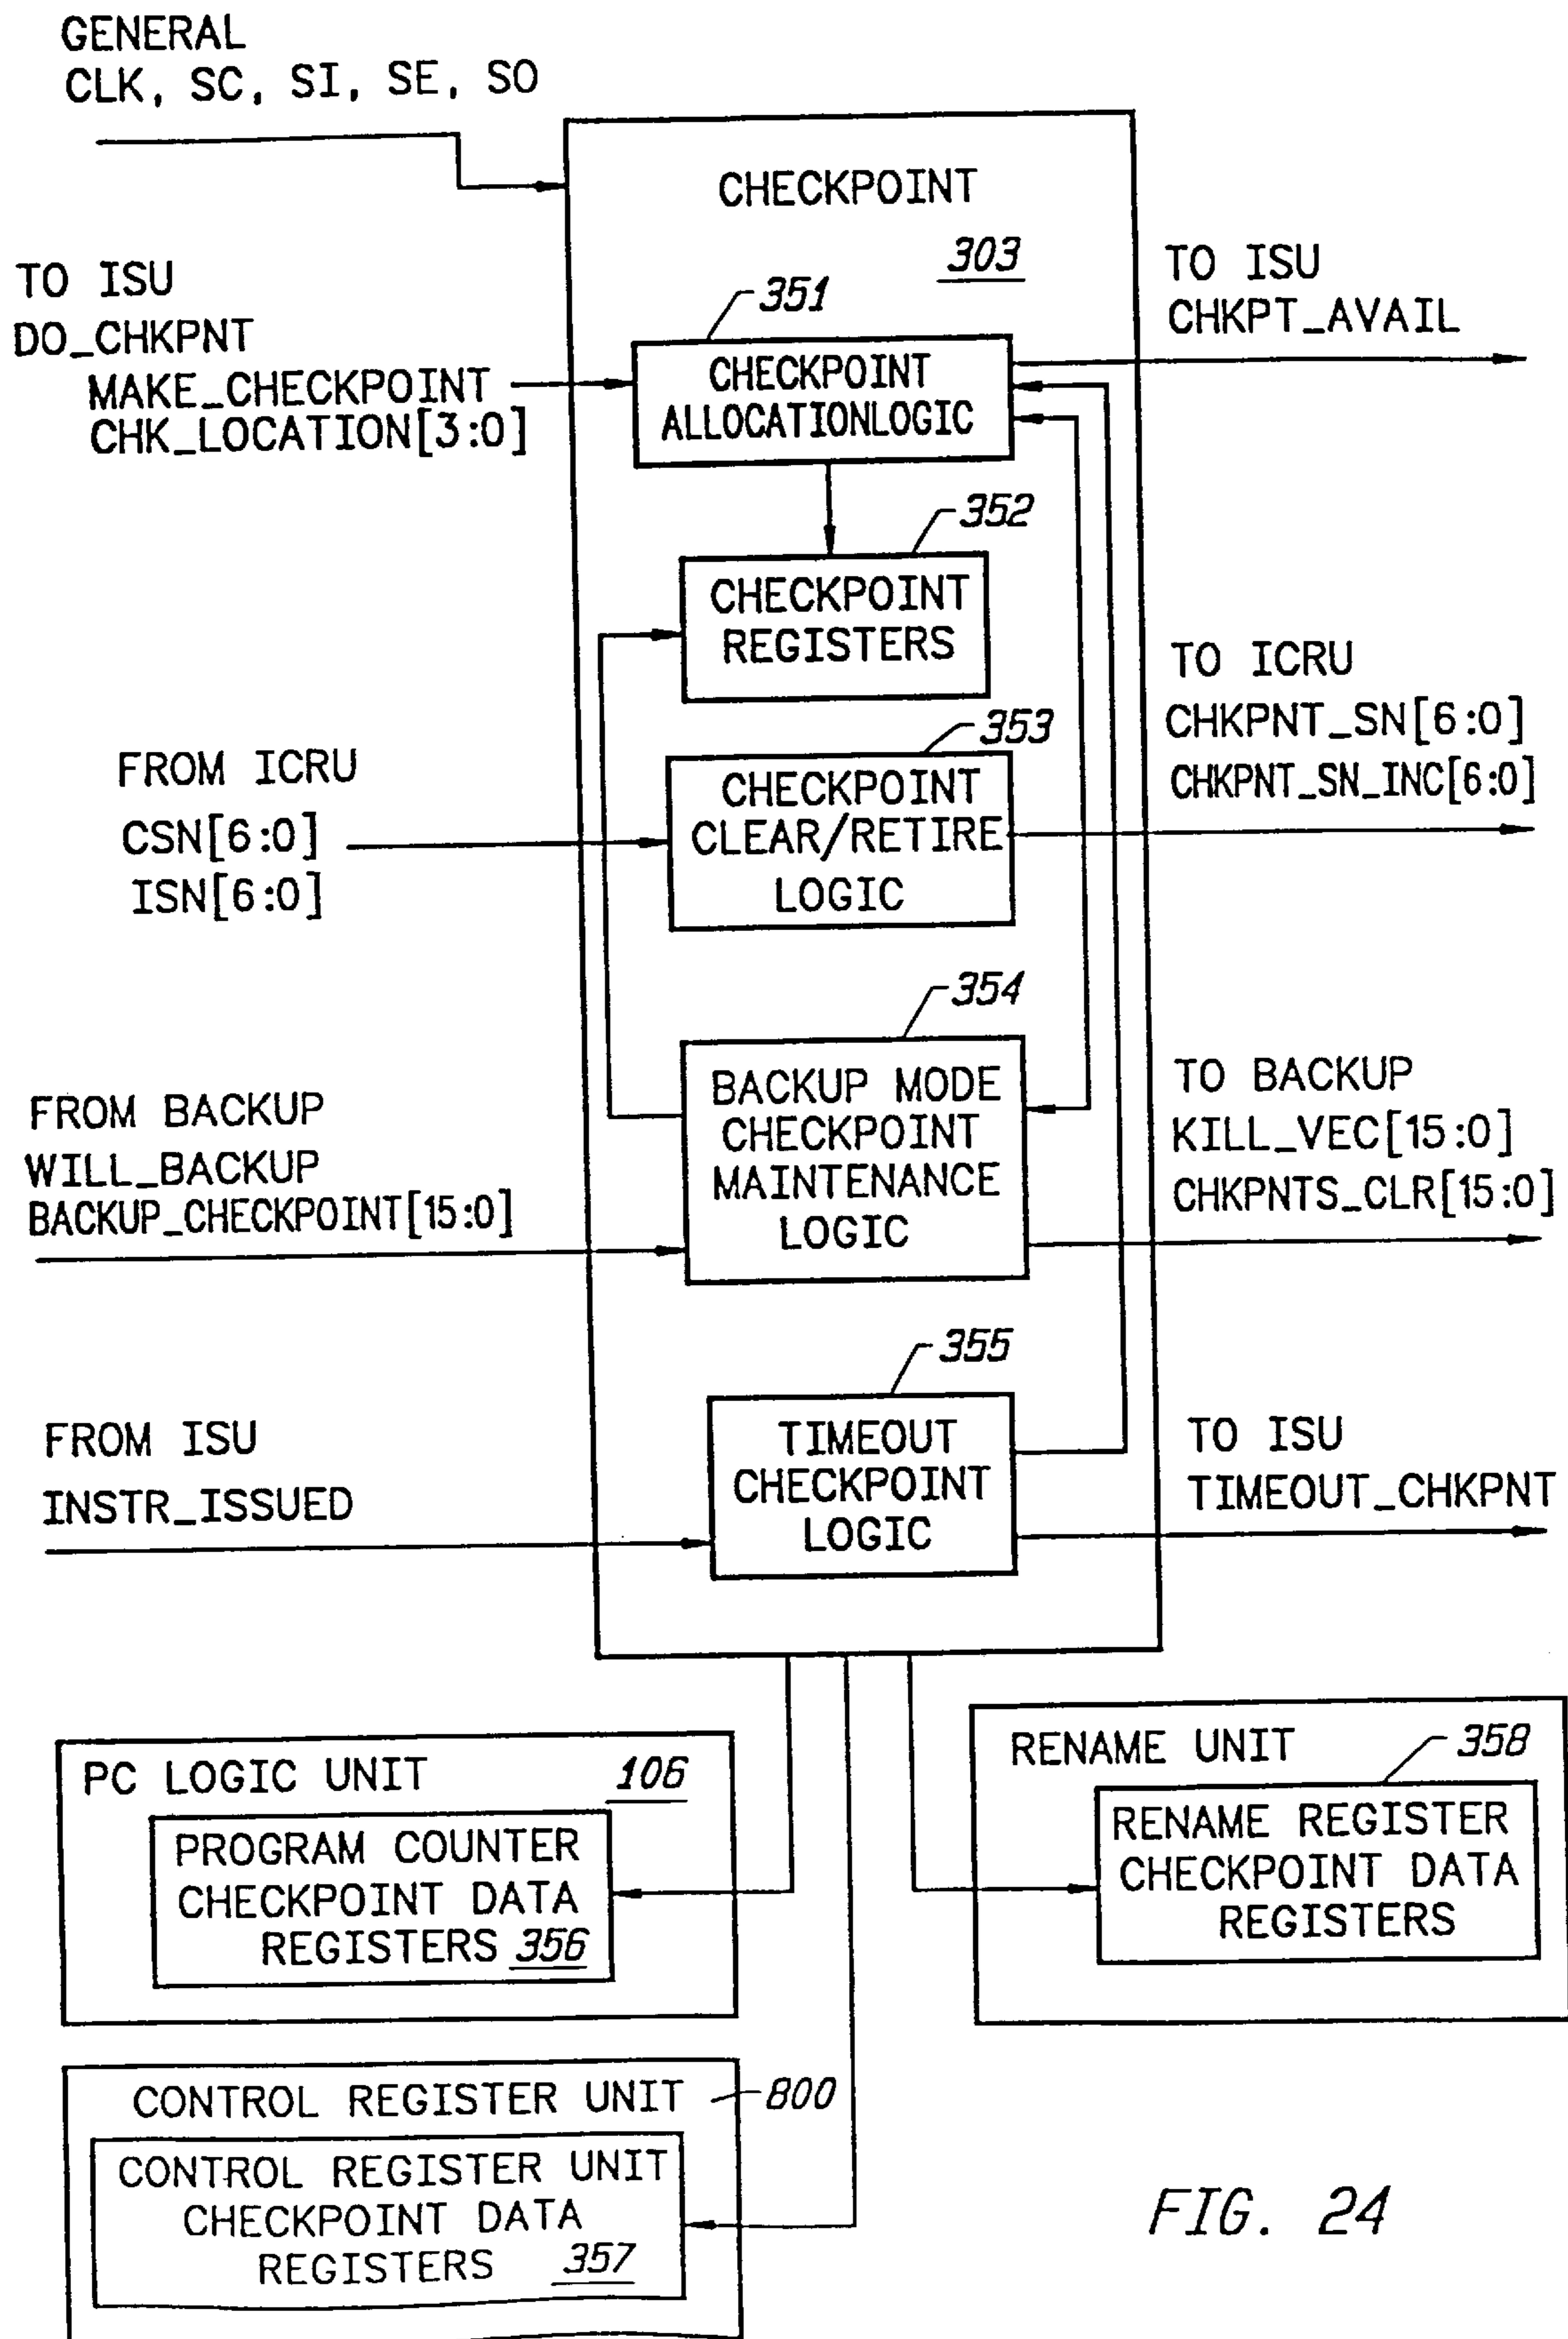 GENERAL
CLK, SC, SI, SE, SO
CHECKPOINT
303
TO ISU
DO_CHKPNT
MAKE_CHECKPOINT
CHK_LOCATION[3:0]
351
CHECKPOINT
ALLOCATIONLOGIC
TO ISU
CHKPT_AVAIL
352
CHECKPOINT
REGISTERS
FROM ICRU
CSN[6:0]
ISN[6:0]
353
CHECKPOINT
CLEAR/RETIRE
LOGIC
TO ICRU
CHKPNT_SN[6:0]
CHKPNT_SN_INC[6:0]
FROM BACKUP
WILL_BACKUP
BACKUP_CHECKPOINT[15:0]
354
BACKUP MODE
CHECKPOINT
MAINTENANCE
LOGIC
TO BACKUP
KILL_VEC[15:0]
CHKPNTS_CLR[15:0]
FROM ISU
INSTR_ISSUED
355
TIMEOUT
CHECKPOINT
LOGIC
TO ISU
TIMEOUT_CHKPNT
PC LOGIC UNIT 106
PROGRAM COUNTER
CHECKPOINT DATA
REGISTERS 356
RENAME UNIT 358
RENAME REGISTER
CHECKPOINT DATA
REGISTERS
CONTROL REGISTER UNIT 800
CONTROL REGISTER UNIT
CHECKPOINT DATA
REGISTERS 357
FIG. 24